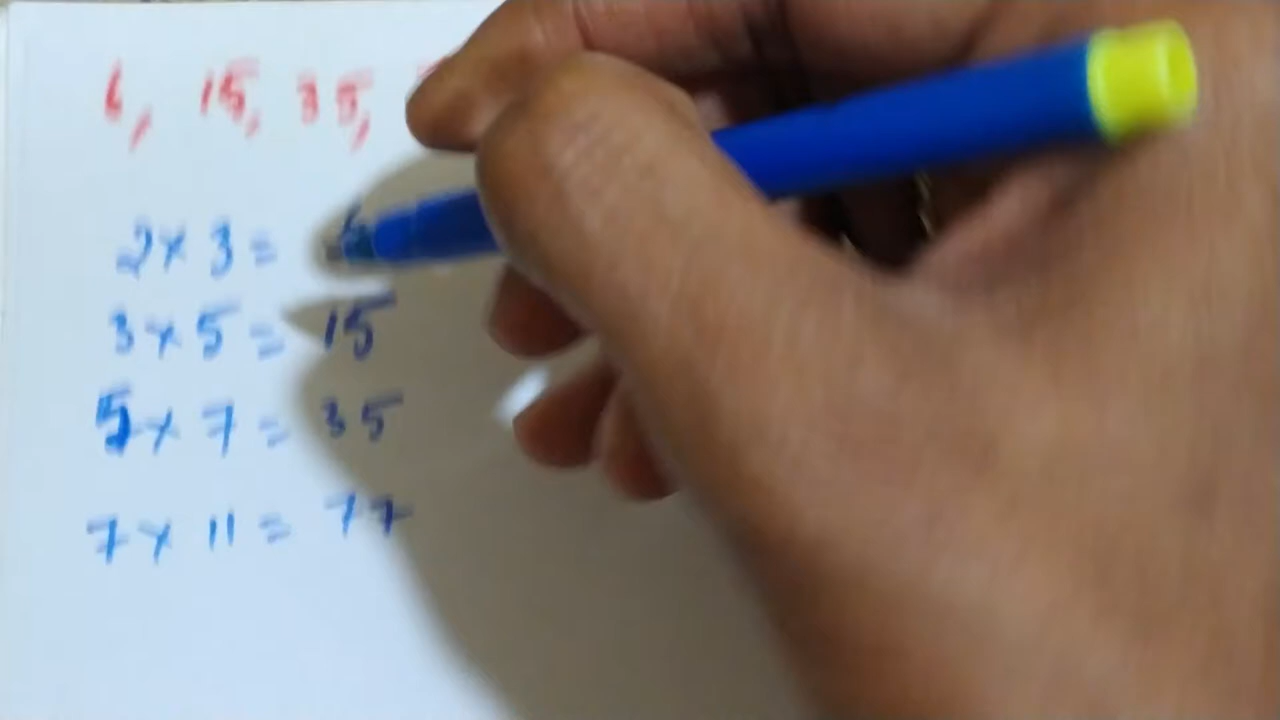 6, 15, 35,
2 x 3 = 6
3 x 5 = 15
5 x 7 = 35
7 x 11 = 77